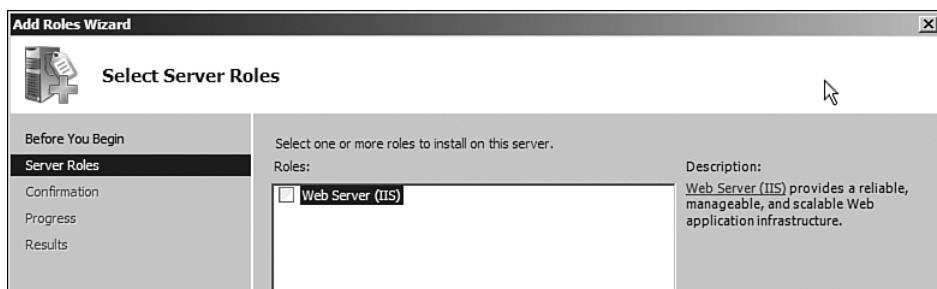 Add Roles Wizard
Select Server Roles
Before You Begin
Server Roles
Confirmation
Progress
Results
Select one or more roles to install on this server.
Roles:
Web Server (IIS)
Description:
Web Server (IIS) provides a reliable,
manageable, and scalable Web
application infrastructure.